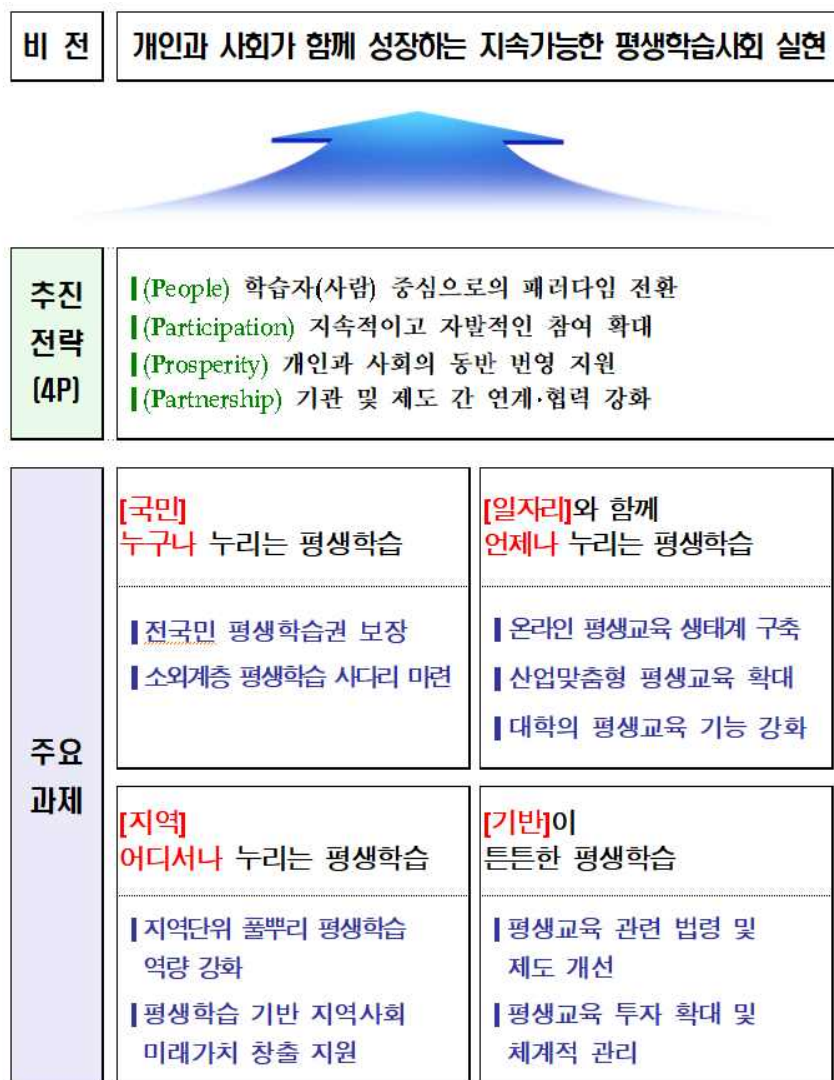 비 전
개인과 사회가 함께 성장하는 지속가능한 평생학습사회 실현
추진
전략
(4P)
(People) 학습자(사람) 중심으로의 패러다임 전환
(Participation) 지속적이고 자발적인 참여 확대
(Prosperity) 개인과 사회의 동반 번영 지원
(Partnership) 기관 및 제도 간 연계·협력 강화
주요
과제
[국민]
누구나 누리는 평생학습
전국민 평생학습권 보장
소외계층 평생학습 사다리 마련
[일자리]와 함께
언제나 누리는 평생학습
온라인 평생교육 생태계 구축
산업맞춤형 평생교육 확대
대학의 평생교육 기능 강화
[지역]
어디서나 누리는 평생학습
지역단위 풀뿌리 평생학습
역량 강화
평생학습 기반 지역사회
미래가치 창출 지원
[기반]이
튼튼한 평생학습
평생교육 관련 법령 및
제도 개선
평생교육 투자 확대 및
체계적 관리